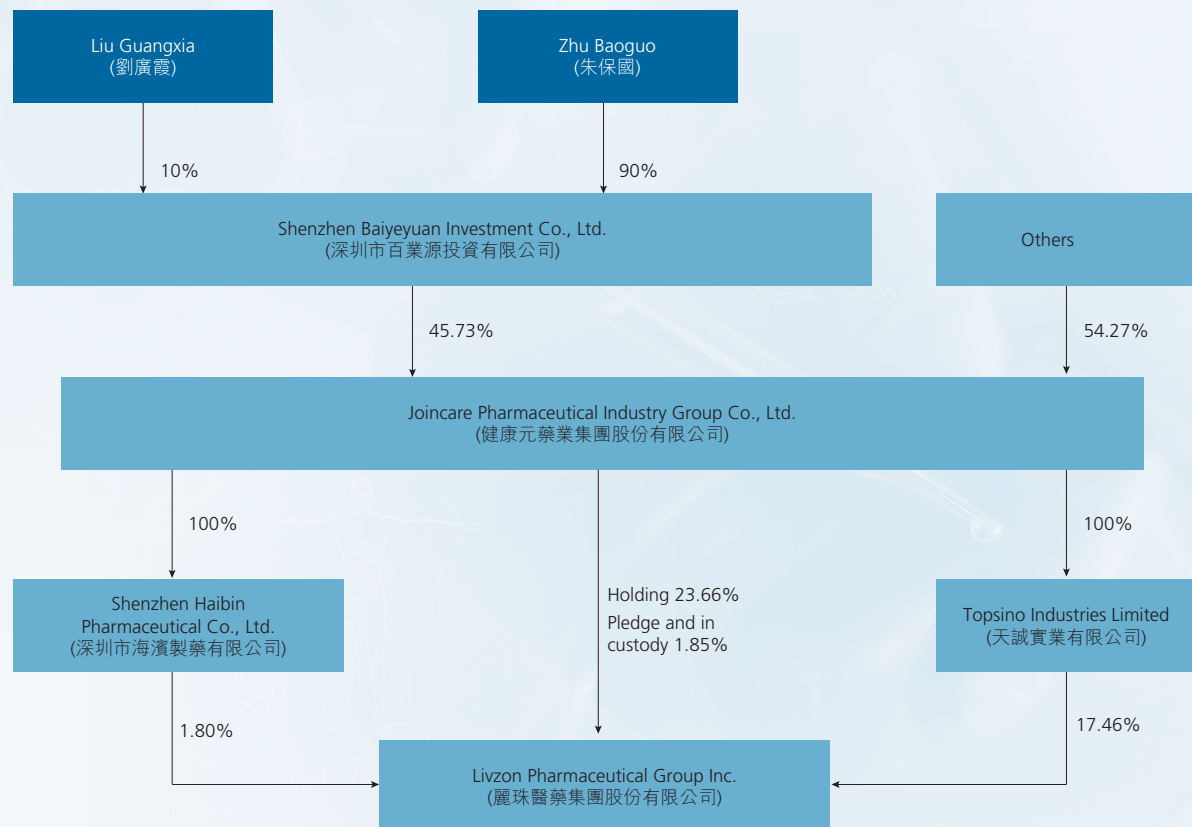 Liu Guangxia
(劉廣霞)
Zhu Baoguo
(朱保國)
10%
90%
Shenzhen Baiyeyuan Investment Co., Ltd.
(深圳市百業源投資有限公司)
Others
45.73%
54.27%
Joincare Pharmaceutical Industry Group Co., Ltd.
(健康元藥業集團股份有限公司)
100%
100%
Shenzhen Haibin
Pharmaceutical Co., Ltd.
(深圳市海濱製藥有限公司)
Holding 23.66%
Pledge and in
custody 1.85%
Topsino Industries Limited
(天誠實業有限公司)
1.80%
17.46%
Livzon Pharmaceutical Group Inc.
(麗珠醫藥集團股份有限公司)